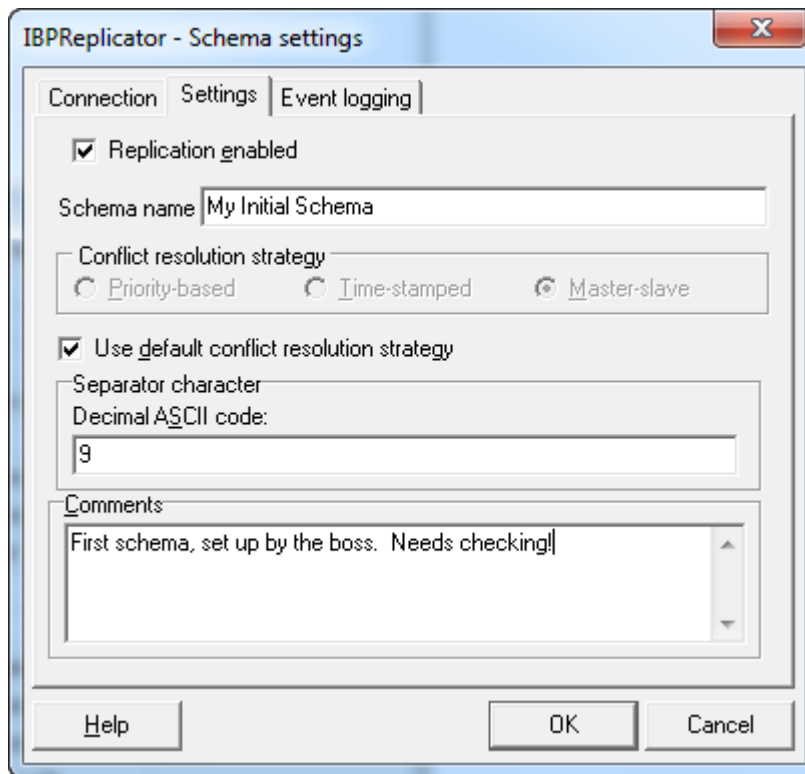 IBPReplicator - Schema settings
Connection Settings Event logging
Replication enabled
Schema name My Initial Schema
Conflict resolution strategy
Priority-based Time-stamped Master-slave
Use default conflict resolution strategy
Separator character
Decimal ASCII code:
9
Comments
First schema, set up by the boss.  Needs checking!
Help OK Cancel